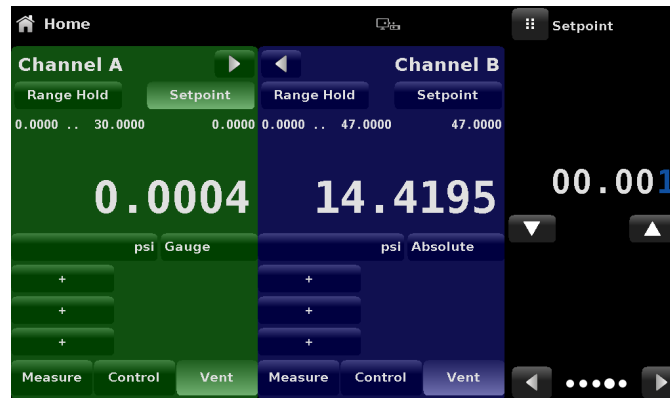 Home
Setpoint
Channel A
Channel B
Range Hold Setpoint
Range Hold Setpoint
0.0000 .. 30.0000 0.0000
0.0000 .. 47.0000 47.0000
0.0004
14.4195
00.001
psi Gauge
psi Absolute
+
+
+
+
+
+
Measure Control Vent
Measure Control Vent